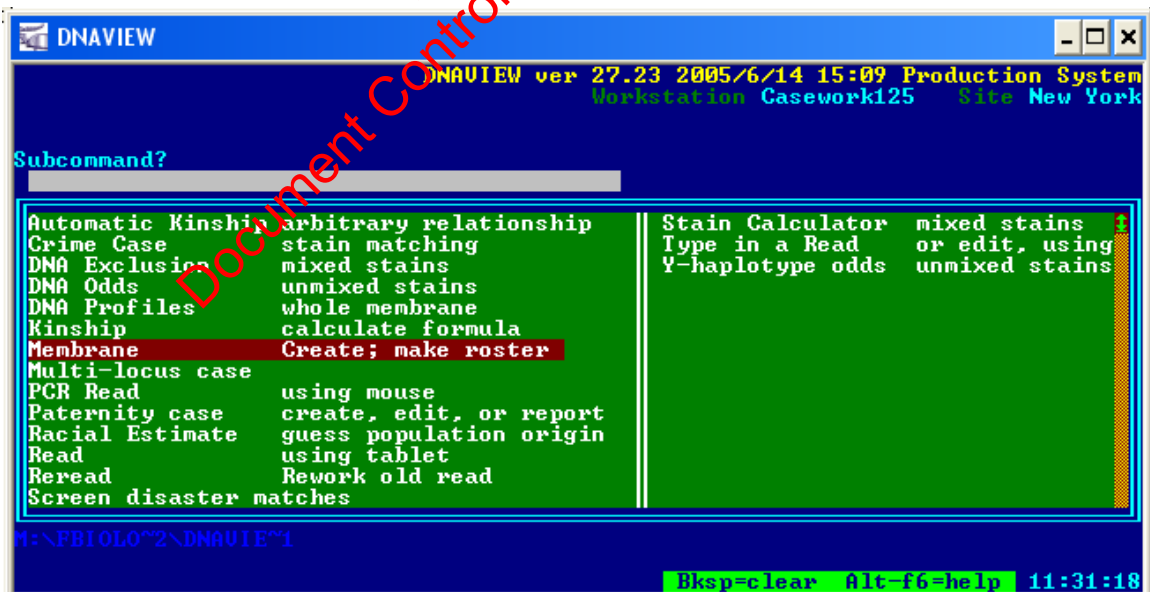 DNAVIEW
DNAVIEW ver 27.23 2005/6/14 15:09 Production System
Workstation Casework125 Site New York
Subcommand?
Automatic Kinship arbitrary relationship
Crime Case stain matching
DNA Exclusion mixed stains
DNA Odds unmixed stains
DNA Profiles whole membrane
Kinship calculate formula
Membrane Create; make roster
Multi-locus case
PCR Read using mouse
Paternity case create, edit, or report
Racial Estimate guess population origin
Read using tablet
Reread Rework old read
Screen disaster matches
Stain Calculator mixed stains
Type in a Read or edit, using
Y-haplotype odds unmixed stains
M:\FBIOLO~2\DNAVIE~1
Bksp=clear Alt-f6=help 11:31:18
Document Control